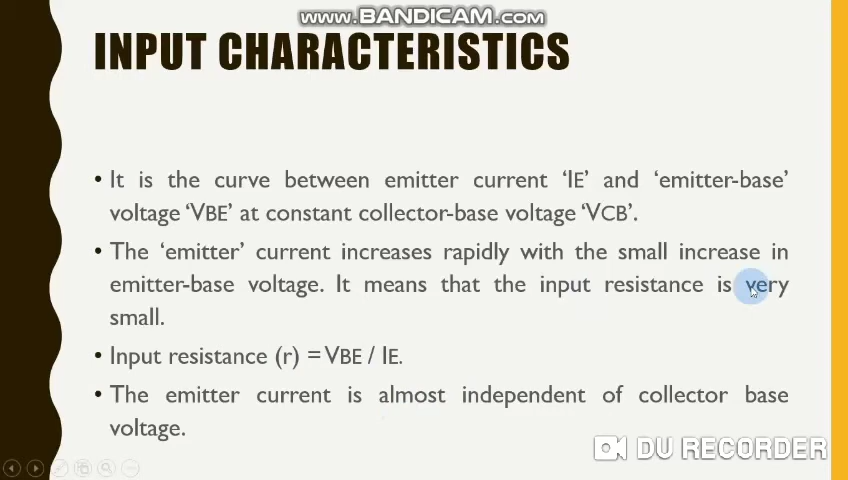 www.BANDICAM.com
INPUT CHARACTERISTICS
• It is the curve between emitter current ‘IE’ and ‘emitter-base’
voltage ‘VBE’ at constant collector-base voltage ‘VCB’.
• The ‘emitter’ current increases rapidly with the small increase in
emitter-base voltage. It means that the input resistance is very
small.
• Input resistance (r) = VBE / IE.
• The emitter current is almost independent of collector base
voltage.
DU RECORDER